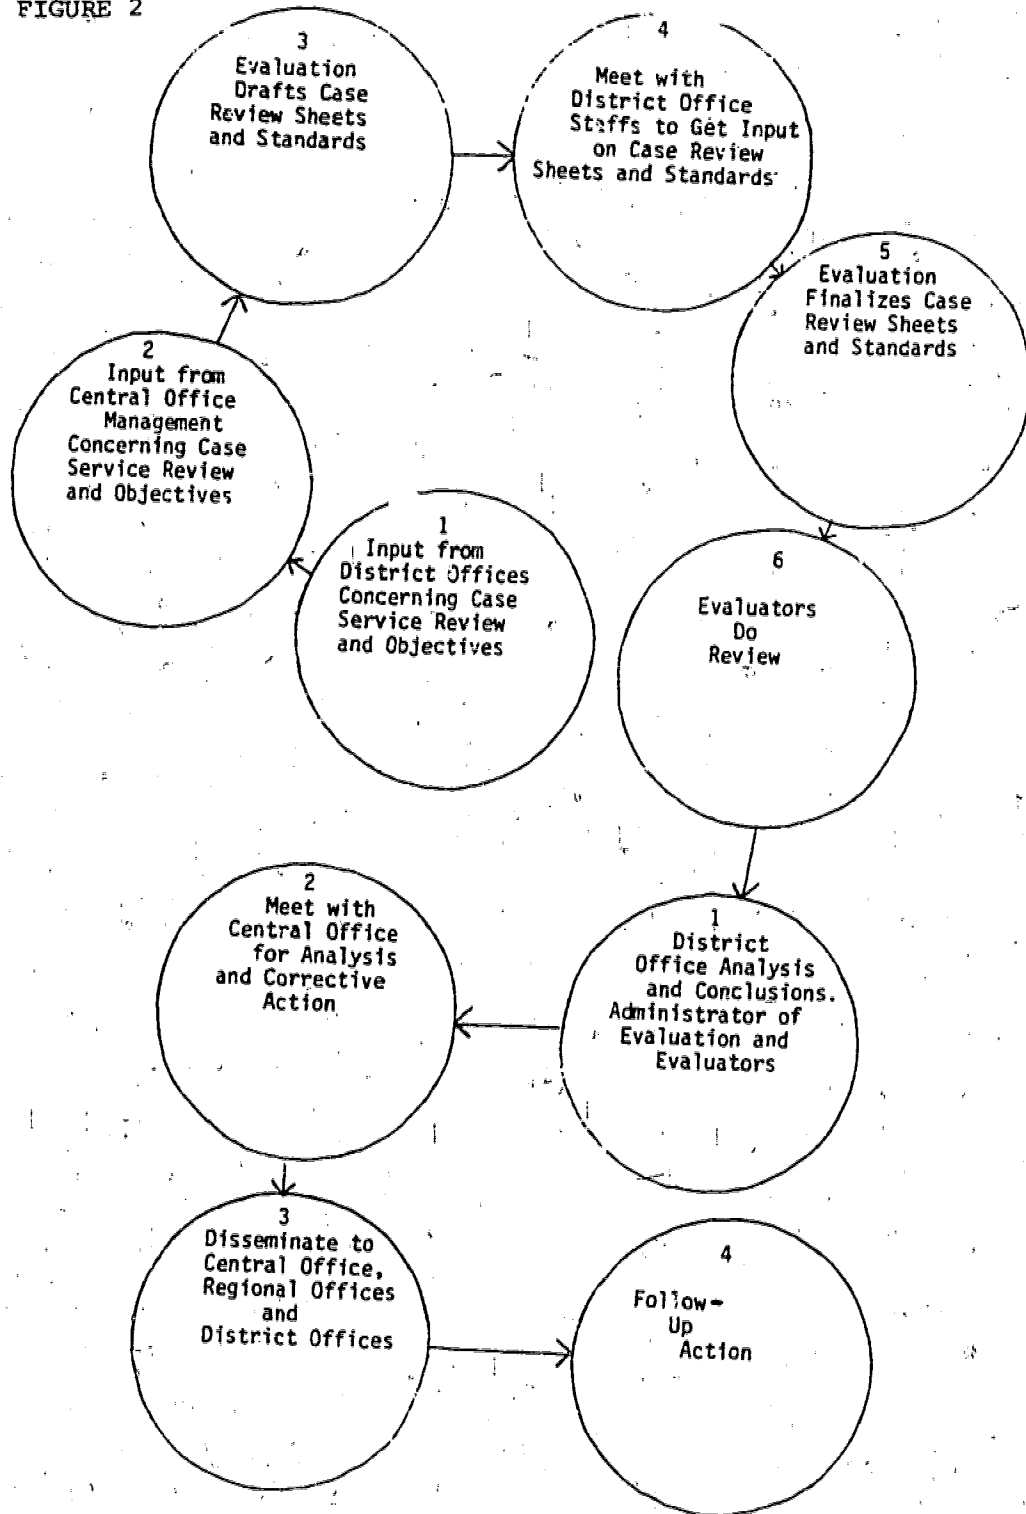 FIGURE 2
3
Evaluation
Drafts Case
Review Sheets
and Standards
4
Meet with
District Office
Staffs to Get Input
on Case Review
Sheets and Standards
5
Evaluation
Finalizes Case
Review Sheets
and Standards
2
Input from
Central Office
Management
Concerning Case
Service Review
and Objectives
1
Input from
District Offices
Concerning Case
Service Review
and Objectives
6
Evaluators
Do
Review
2
Meet with
Central Office
for Analysis
and Corrective
Action
1
District
Office Analysis
and Conclusions.
Administrator of
Evaluation and
Evaluators
3
Disseminate to
Central Office,
Regional Offices
and
District Offices
4
Follow-
Up
Action